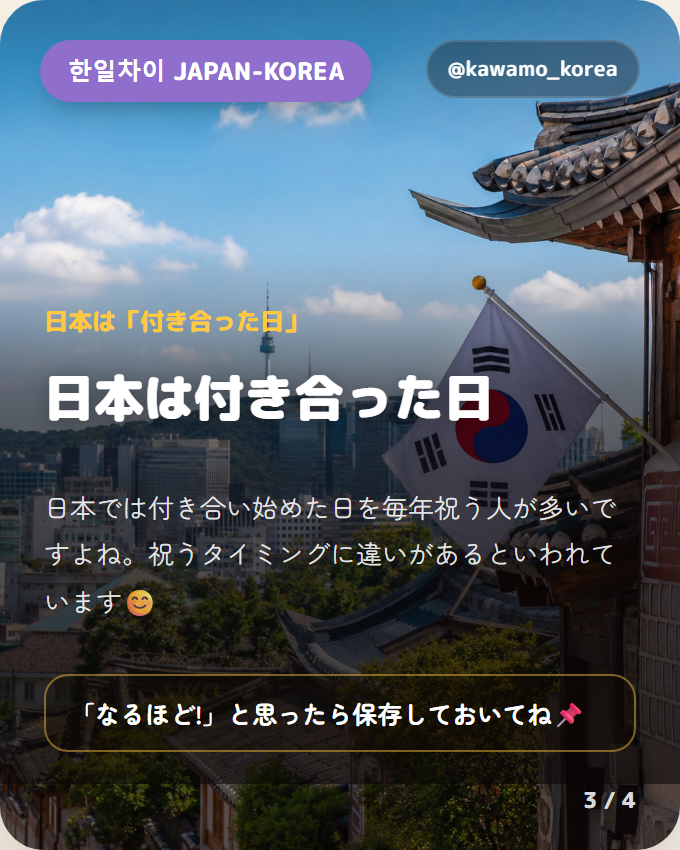 한일차이 JAPAN-KOREA
@kawamo_korea
日本は「付き合った日」
日本は付き合った日
日本では付き合い始めた日を毎年祝う人が多いで
すよね。祝うタイミングに違いがあるといわれて
います😊
「なるほど!」と思ったら保存しておいてね📌
3 / 4